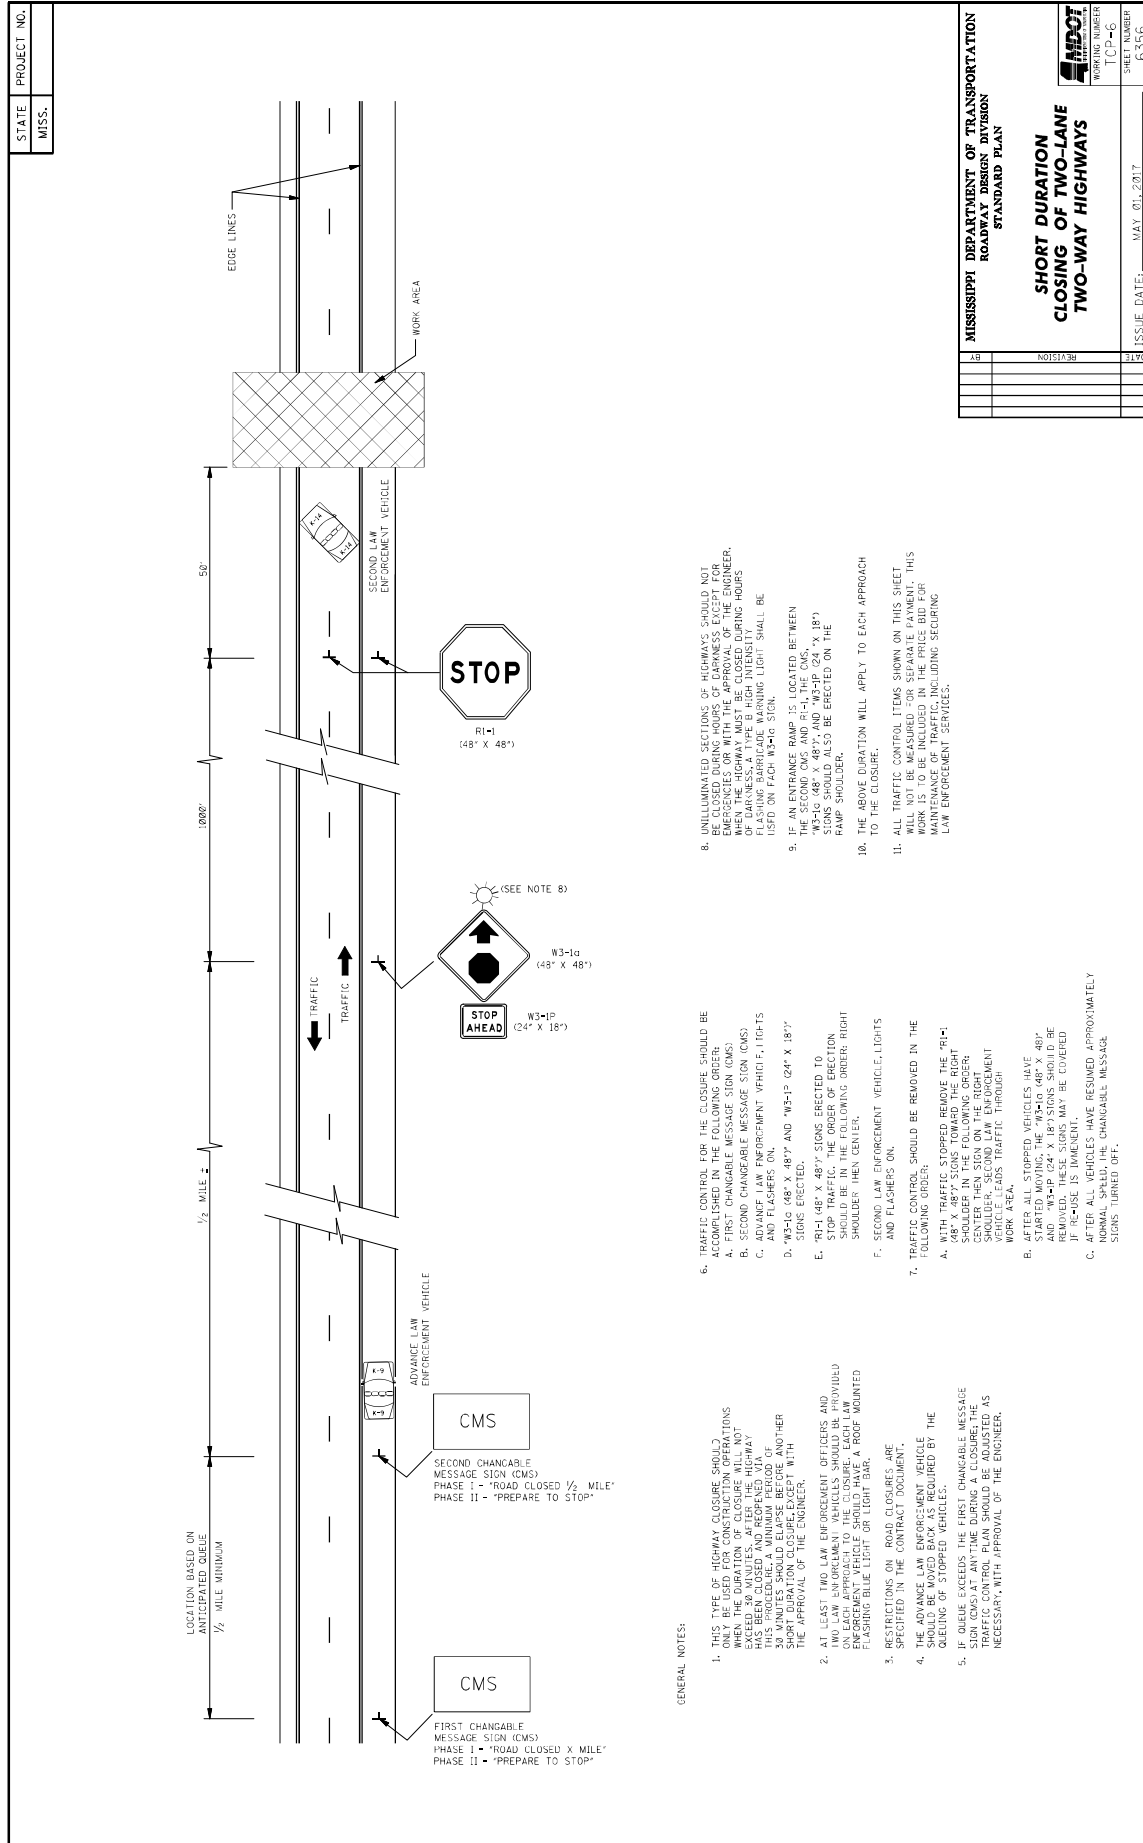 STATE PROJECT NO.
MISS.
EDGE LINES
WORK AREA
50'
SECOND LAW
ENFORCEMENT VEHICLE
K-14
K-14
STOP
R1-1
(48" X 48")
1000'
(SEE NOTE 8)
W3-1a
(48" X 48")
STOP
AHEAD
W3-1P
(24" X 18")
TRAFFIC
TRAFFIC
1/2 MILE ±
ADVANCE LAW
ENFORCEMENT VEHICLE
K-9
K-9
CMS
SECOND CHANGABLE
MESSAGE SIGN (CMS)
PHASE I - "ROAD CLOSED 1/2 MILE"
PHASE II - "PREPARE TO STOP"
LOCATION BASED ON
ANTICIPATED QUEUE
1/2 MILE MINIMUM
CMS
FIRST CHANGABLE
MESSAGE SIGN (CMS)
PHASE I - "ROAD CLOSED X MILE"
PHASE II - "PREPARE TO STOP"
GENERAL NOTES:
1. THIS TYPE OF HIGHWAY CLOSURE SHOULD
ONLY BE USED FOR CONSTRUCTION OPERATIONS
WHEN THE DURATION OF CLOSURE WILL NOT
EXCEED 30 MINUTES. AFTER THE HIGHWAY
HAS BEEN CLOSED AND REOPENED VIA
THIS PROCEDURE, A MINIMUM PERIOD OF
30 MINUTES SHOULD ELAPSE BEFORE ANOTHER
SHORT DURATION CLOSURE, EXCEPT WITH
THE APPROVAL OF THE ENGINEER.
2. AT LEAST TWO LAW ENFORCEMENT OFFICERS AND
TWO LAW ENFORCEMENT VEHICLES SHOULD BE PROVIDED
ON EACH APPROACH TO THE CLOSURE. EACH LAW
ENFORCEMENT VEHICLE SHOULD HAVE A ROOF MOUNTED
FLASHING BLUE LIGHT OR LIGHT BAR.
3. RESTRICTIONS ON ROAD CLOSURES ARE
SPECIFIED IN THE CONTRACT DOCUMENT.
4. THE ADVANCE LAW ENFORCEMENT VEHICLE
SHOULD BE MOVED BACK AS REQUIRED BY THE
QUEUING OF STOPPED VEHICLES.
5. IF QUEUE EXCEEDS THE FIRST CHANGABLE MESSAGE
SIGN (CMS) AT ANYTIME DURING A CLOSURE; THE
TRAFFIC CONTROL PLAN SHOULD BE ADJUSTED AS
NECESSARY, WITH APPROVAL OF THE ENGINEER.
6. TRAFFIC CONTROL FOR THE CLOSURE SHOULD BE
ACCOMPLISHED IN THE FOLLOWING ORDER:
A. FIRST CHANGABLE MESSAGE SIGN (CMS)
B. SECOND CHANGEABLE MESSAGE SIGN (CMS)
C. ADVANCE LAW ENFORCEMENT VEHICLE, LIGHTS
AND FLASHERS ON.
D. "W3-1a (48" X 48")" AND "W3-1P (24" X 18")"
SIGNS ERECTED.
E. "R1-1 (48" X 48")" SIGNS ERECTED TO
STOP TRAFFIC. THE ORDER OF ERECTION
SHOULD BE IN THE FOLLOWING ORDER: RIGHT
SHOULDER THEN CENTER.
F. SECOND LAW ENFORCEMENT VEHICLE, LIGHTS
AND FLASHERS ON.
7. TRAFFIC CONTROL SHOULD BE REMOVED IN THE
FOLLOWING ORDER:
A. WITH TRAFFIC STOPPED REMOVE THE "R1-1
(48" X 48")" SIGNS TOWARD THE RIGHT
SHOULDER IN THE FOLLOWING ORDER:
CENTER THEN SIGN ON THE RIGHT
SHOULDER. SECOND LAW ENFORCEMENT
VEHICLE LEADS TRAFFIC THROUGH
WORK AREA.
B. AFTER ALL STOPPED VEHICLES HAVE
STARTED MOVING, THE "W3-1a (48" X 48)"
AND "W3-1P (24" X 18") SIGNS SHOULD BE
REMOVED. THESE SIGNS MAY BE COVERED
IF RE-USE IS IMMENENT.
C. AFTER ALL VEHICLES HAVE RESUMED APPROXIMATELY
NORMAL SPEED, THE CHANGABLE MESSAGE
SIGNS TURNED OFF.
8. UNILLUMINATED SECTIONS OF HIGHWAYS SHOULD NOT
BE CLOSED DURING HOURS OF DARKNESS EXCEPT FOR
EMERGENCIES OR WITH THE APPROVAL OF THE ENGINEER.
WHEN THE HIGHWAY MUST BE CLOSED DURING HOURS
OF DARKNESS, A TYPE B HIGH INTENSITY
FLASHING BARRICADE WARNING LIGHT SHALL BE
USED ON EACH W3-1a SIGN.
9. IF AN ENTRANCE RAMP IS LOCATED BETWEEN
THE SECOND CMS AND R1-1, THE CMS,
"W3-1a (48" X 48")", AND "W3-1P (24" X 18")
SIGNS SHOULD ALSO BE ERECTED ON THE
RAMP SHOULDER.
10. THE ABOVE DURATION WILL APPLY TO EACH APPROACH
TO THE CLOSURE.
11. ALL TRAFFIC CONTROL ITEMS SHOWN ON THIS SHEET
WILL NOT BE MEASURED FOR SEPARATE PAYMENT. THIS
WORK IS TO BE INCLUDED IN THE PRICE BID FOR
MAINTENANCE OF TRAFFIC, INCLUDING SECURING
LAW ENFORCEMENT SERVICES.
MISSISSIPPI DEPARTMENT OF TRANSPORTATION
ROADWAY DESIGN DIVISION
STANDARD PLAN
SHORT DURATION
CLOSING OF TWO-LANE
TWO-WAY HIGHWAYS
MDOT
WORKING NUMBER
TCP-6
SHEET NUMBER
6356
ISSUE DATE: MAY 01, 2017
BY
REVISION
DATE